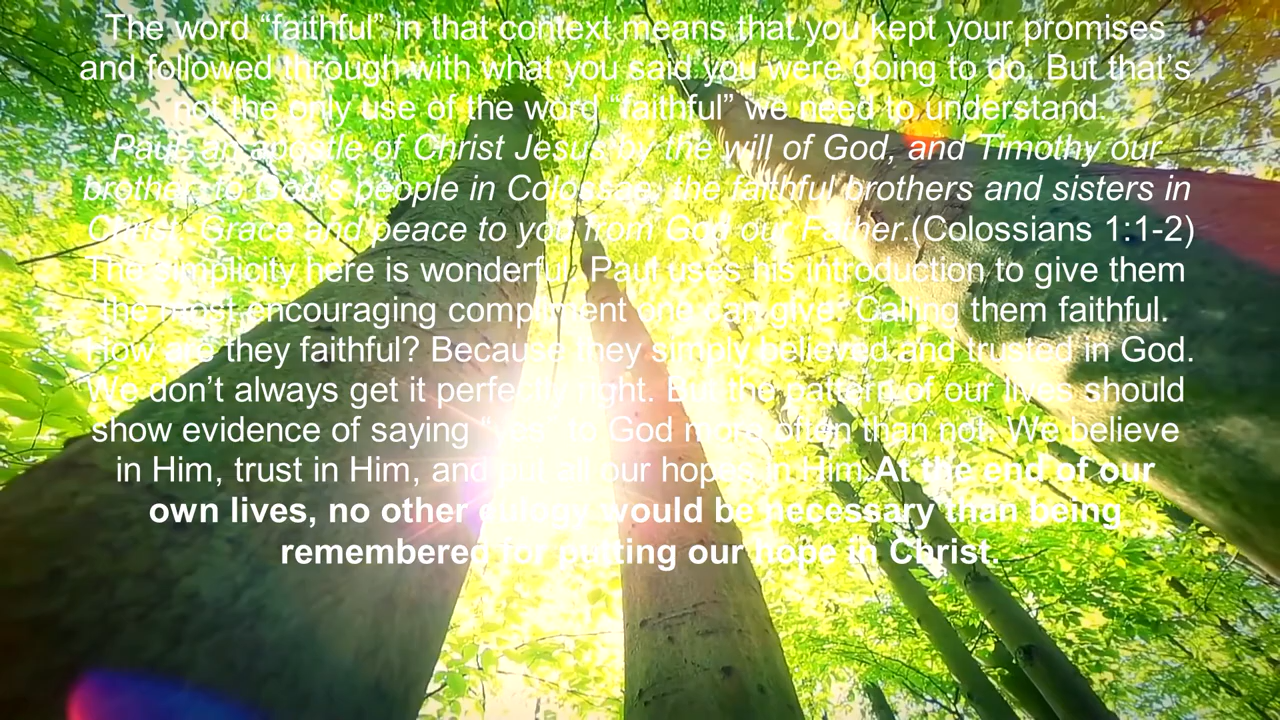 The word “faithful” in that context means that you kept your promises
and followed through with what you said you were going to do. But that’s
not the only use of the word “faithful” we need to understand.
Paul, an apostle of Christ Jesus by the will of God, and Timothy our
brother, to God’s people in Colossae, the faithful brothers and sisters in
Christ: Grace and peace to you from God our Father.(Colossians 1:1-2)
The simplicity here is wonderful. Paul uses his introduction to give them
the most encouraging compliment one can give? Calling them faithful.
How are they faithful? Because they simply believed and trusted in God.
We don’t always get it perfectly right. But the pattern of our lives should
show evidence of saying “yes” to God more often than not. We believe
in Him, trust in Him, and put all our hopes in Him.At the end of our
own lives, no other eulogy would be necessary than being
remembered for putting our hope in Christ.